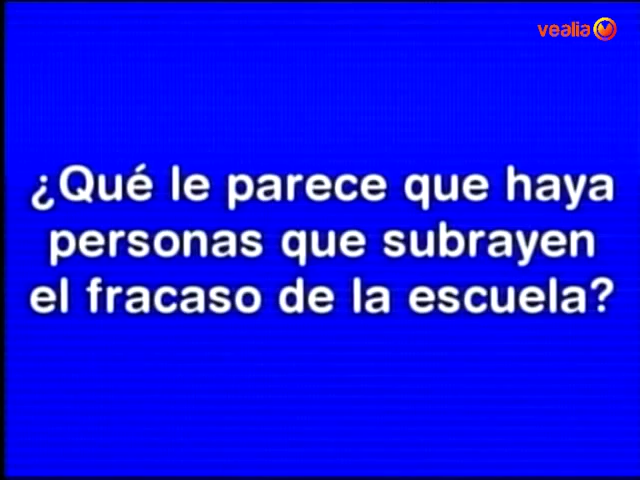 vealia
¿Qué le parece que haya
personas que subrayen
el fracaso de la escuela?